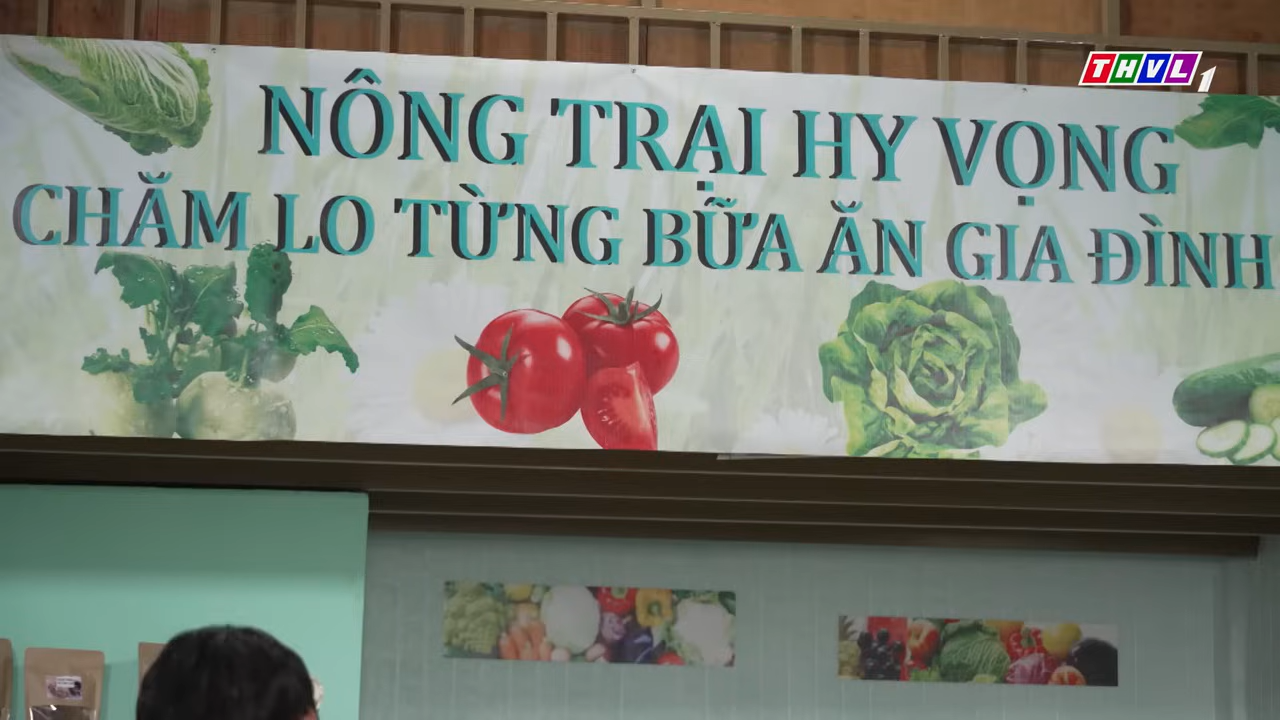 THVL1
NÔNG TRẠI HY VỌNG
CHĂM LO TỪNG BỮA ĂN GIA ĐÌNH